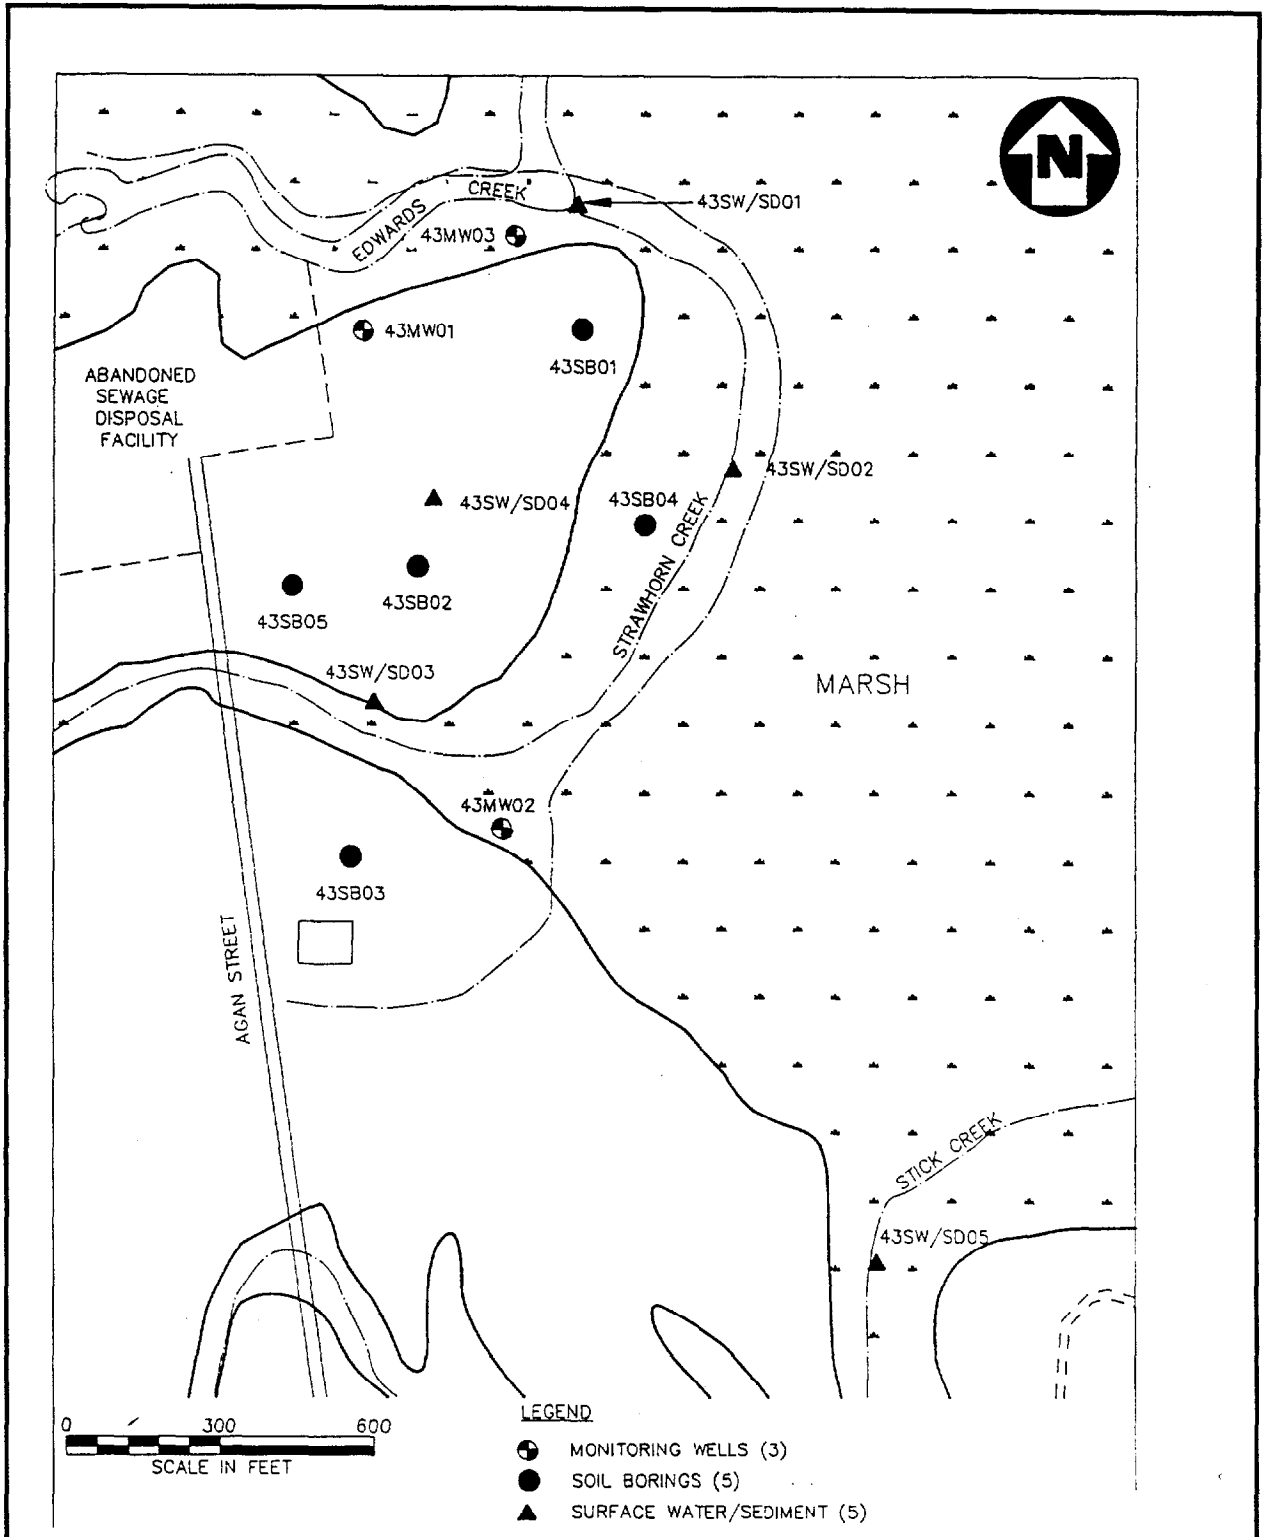 N
43SW/SD01
EDWARDS CREEK
43MW03
43MW01
43SB01
ABANDONED
SEWAGE
DISPOSAL
FACILITY
43SW/SD02
43SW/SD04
43SB04
STRAWHORN CREEK
43SB02
43SB05
43SW/SD03
MARSH
43MW02
43SB03
AGAN STREET
STICK CREEK
43SW/SD05
0 300 600
SCALE IN FEET
LEGEND
MONITORING WELLS (3)
SOIL BORINGS (5)
SURFACE WATER/SEDIMENT (5)